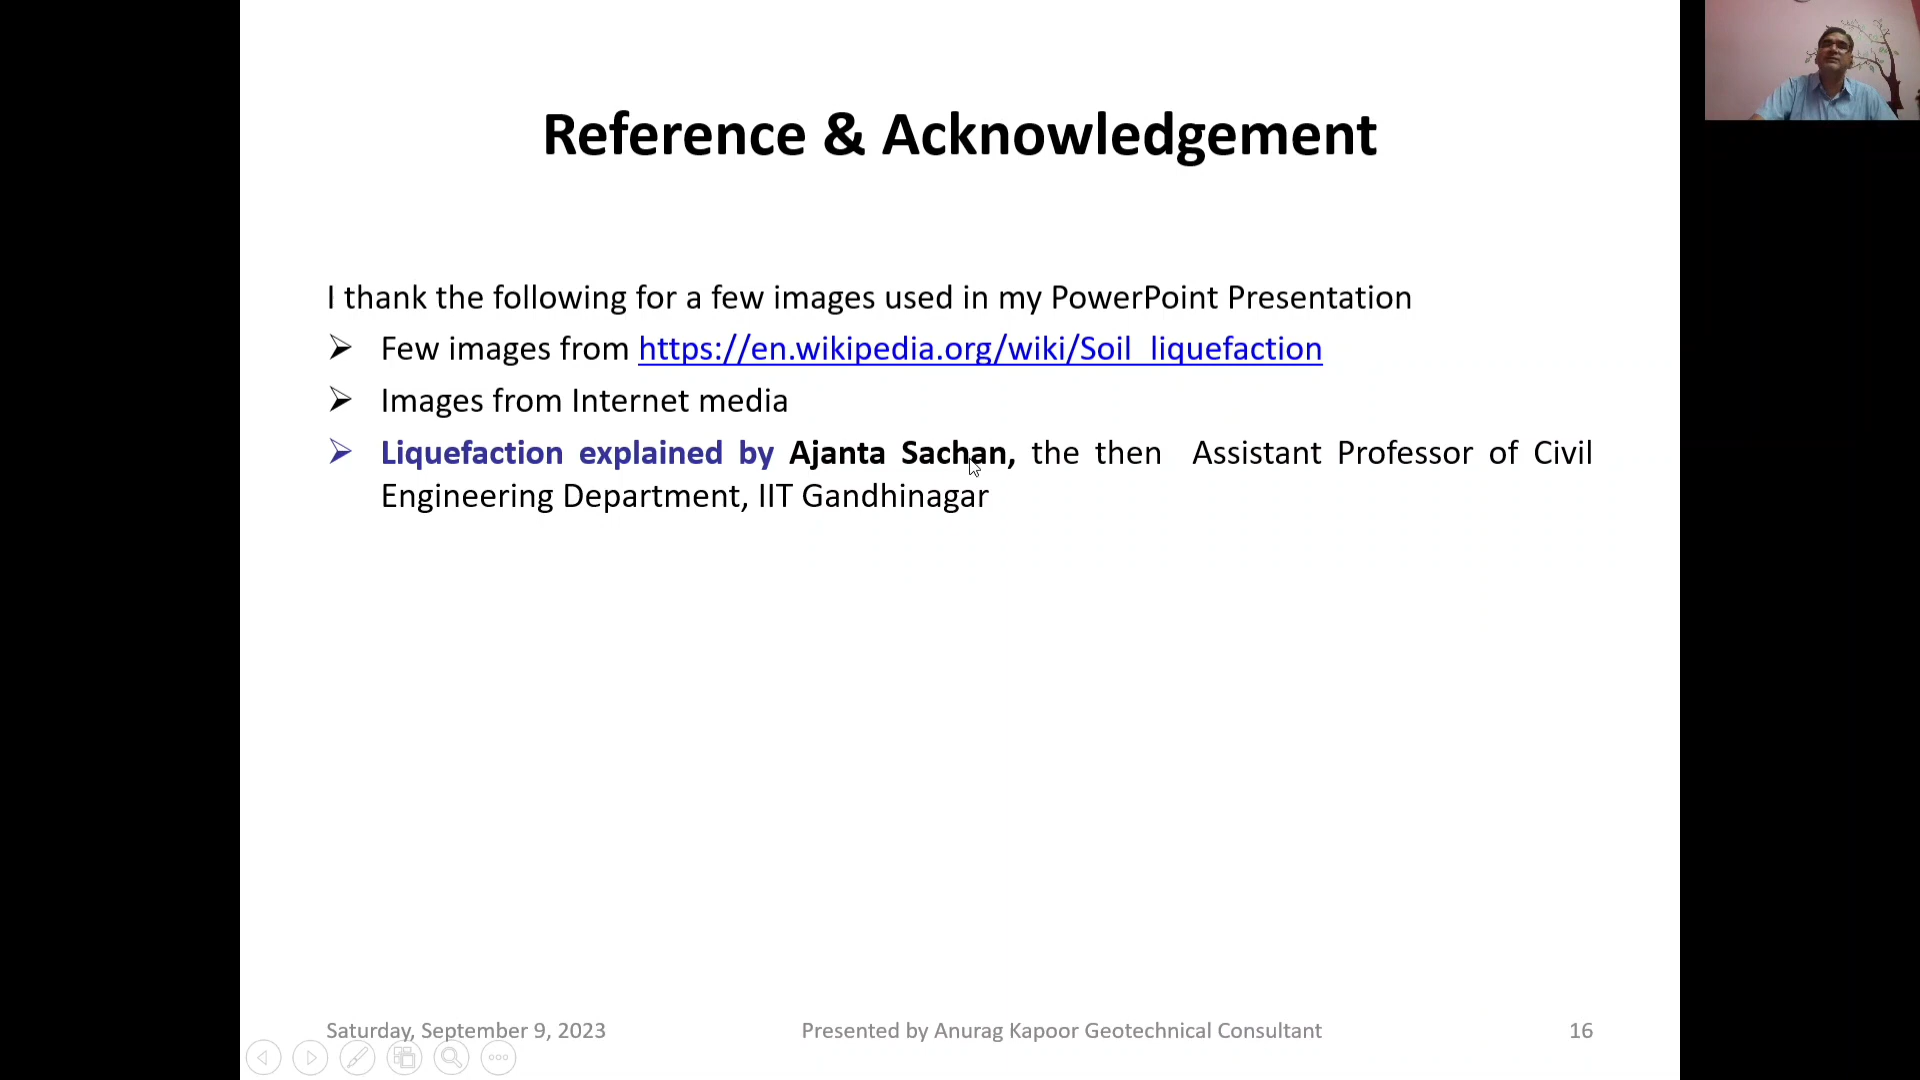 Reference & Acknowledgement
I thank the following for a few images used in my PowerPoint Presentation
➢ Few images from https://en.wikipedia.org/wiki/Soil_liquefaction
➢ Images from Internet media
➢ Liquefaction explained by Ajanta Sachan, the then Assistant Professor of Civil
Engineering Department, IIT Gandhinagar
Saturday, September 9, 2023 Presented by Anurag Kapoor Geotechnical Consultant 16